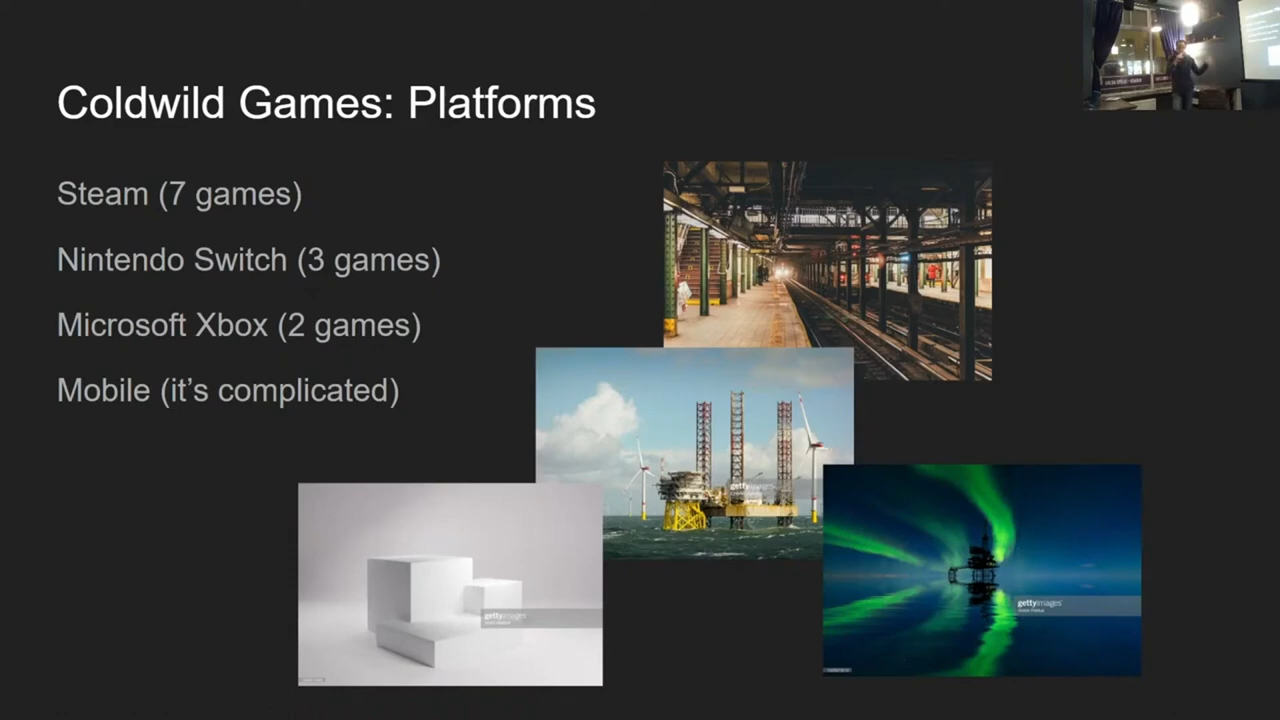 Coldwild Games: Platforms
Steam (7 games)
Nintendo Switch (3 games)
Microsoft Xbox (2 games)
Mobile (it's complicated)
gettyimages
gettyimages
gettyimages